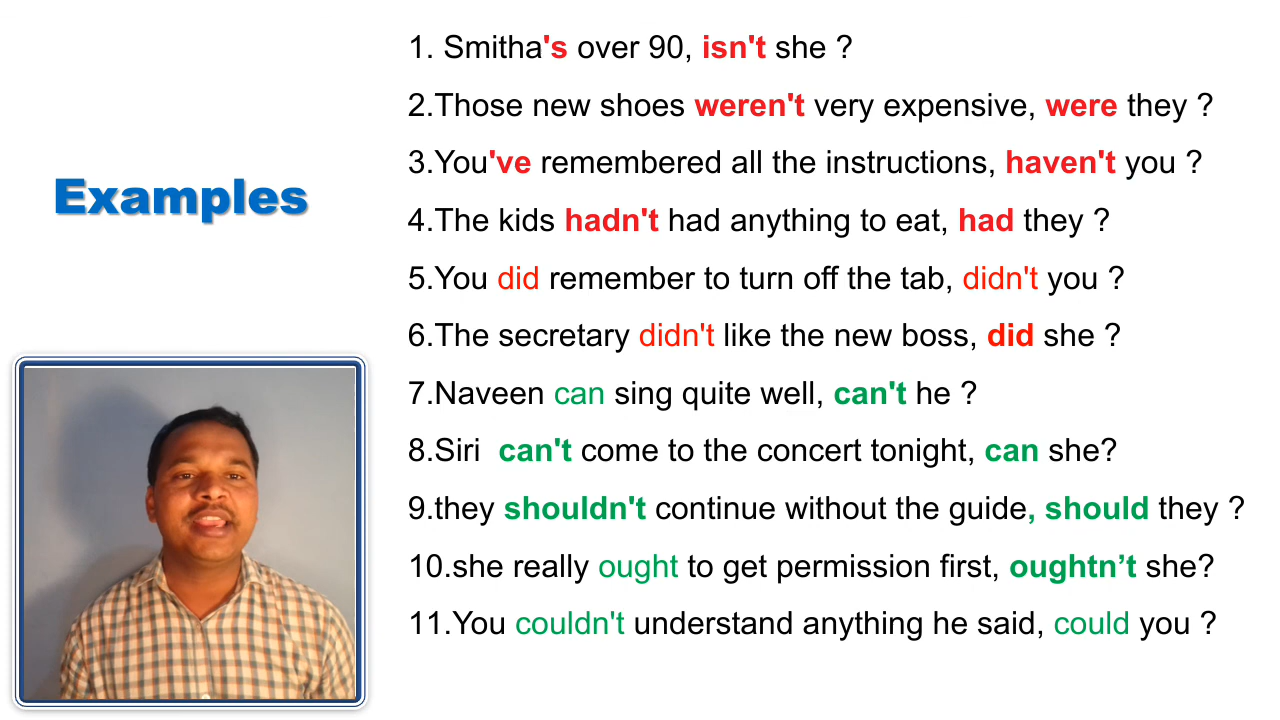 Examples
1. Smitha's over 90, isn't she ?
2.Those new shoes weren't very expensive, were they ?
3.You've remembered all the instructions, haven't you ?
4.The kids hadn't had anything to eat, had they ?
5.You did remember to turn off the tab, didn't you ?
6.The secretary didn't like the new boss, did she ?
7.Naveen can sing quite well, can't he ?
8.Siri  can't come to the concert tonight, can she?
9.they shouldn't continue without the guide, should they ?
10.she really ought to get permission first, oughtn’t she?
11.You couldn't understand anything he said, could you ?